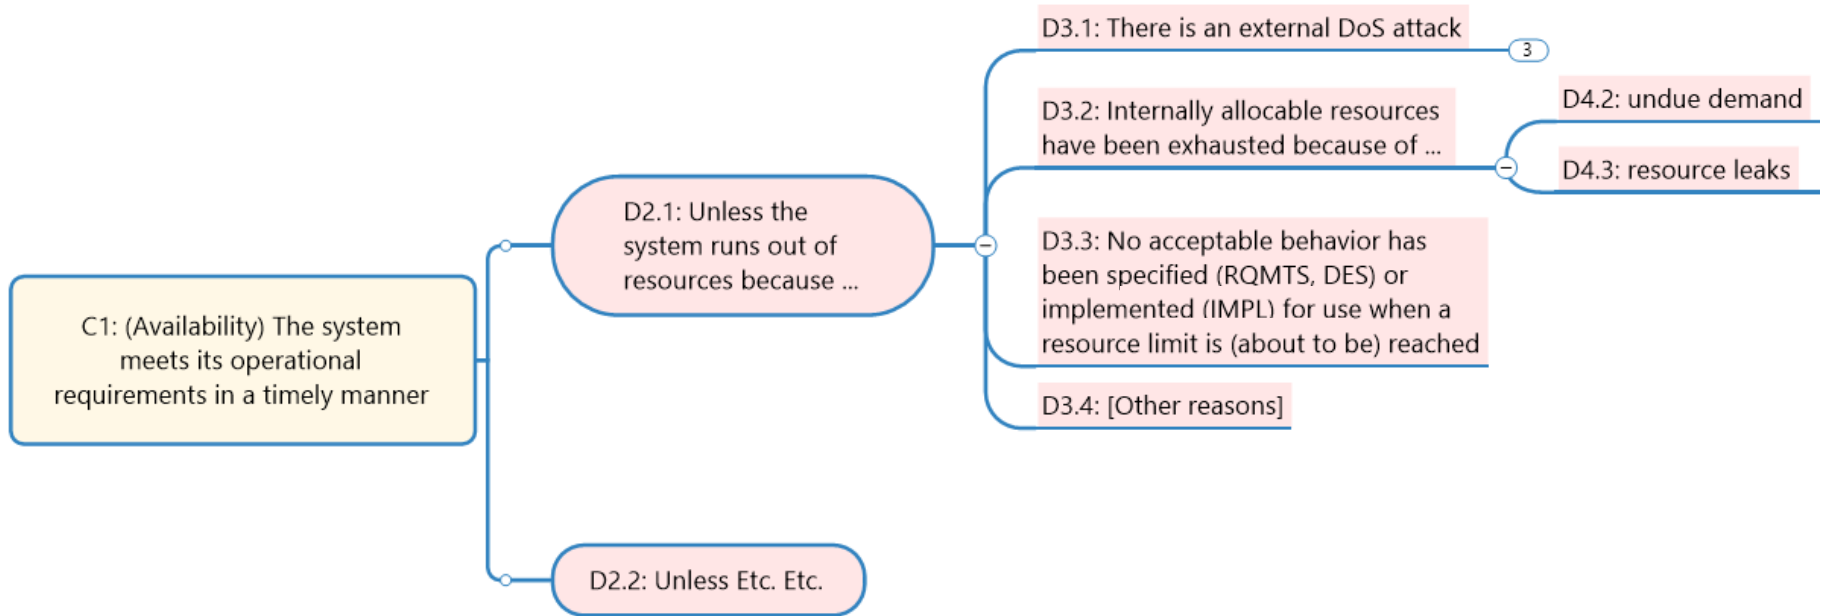 D3.1: There is an external DoS attack
3
D3.2: Internally allocable resources
have been exhausted because of ...
D4.2: undue demand
D4.3: resource leaks
D2.1: Unless the
system runs out of
resources because ...
D3.3: No acceptable behavior has
been specified (RQMTS, DES) or
implemented (IMPL) for use when a
resource limit is (about to be) reached
D3.4: [Other reasons]
C1: (Availability) The system
meets its operational
requirements in a timely manner
D2.2: Unless Etc. Etc.